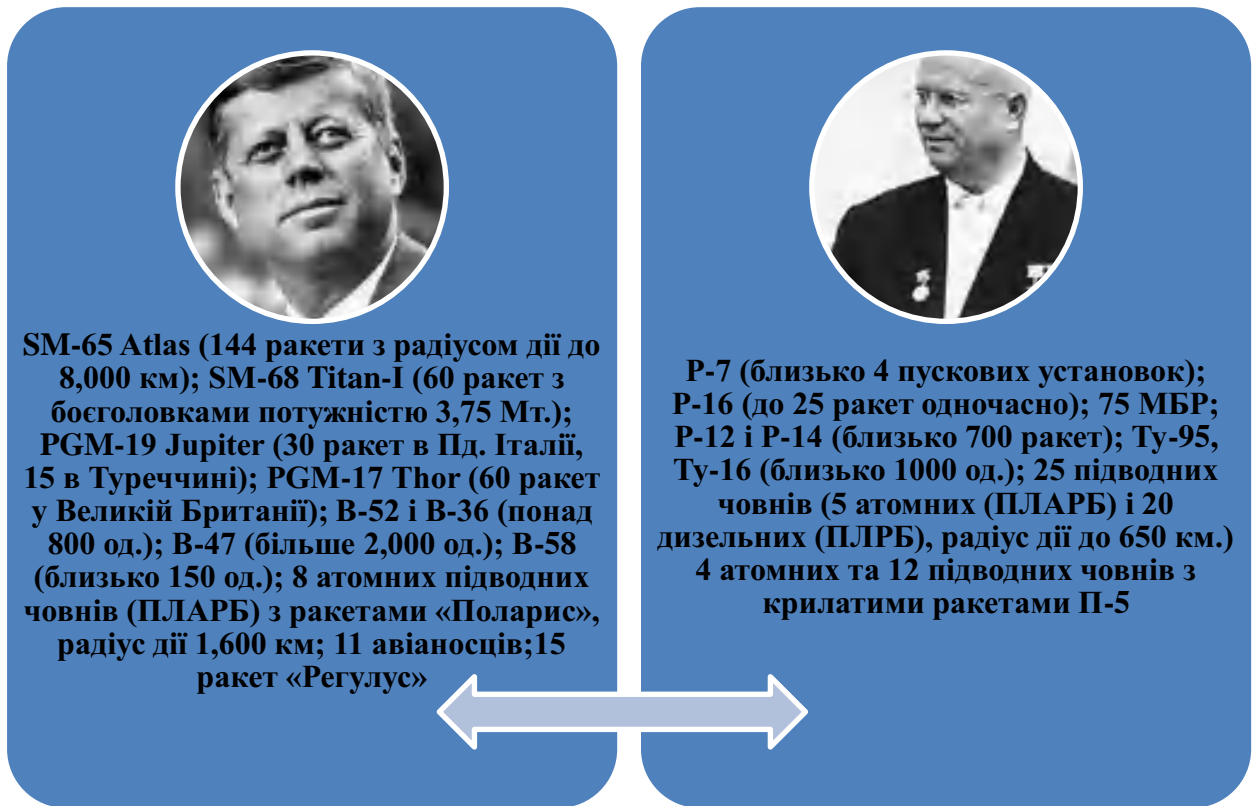 SM-65 Atlas (144 ракети з радіусом дії до
8,000 км); SM-68 Titan-I (60 ракет з
боєголовками потужністю 3,75 Мт.);
PGM-19 Jupiter (30 ракет в Пд. Італії,
15 в Туреччині); PGM-17 Thor (60 ракет
у Великій Британії); B-52 і B-36 (понад
800 од.); B-47 (більше 2,000 од.); B-58
(близько 150 од.); 8 атомних підводних
човнів (ПЛАРБ) з ракетами «Поларис»,
радіус дії 1,600 км; 11 авіаносців;15
ракет «Регулус»
Р-7 (близько 4 пускових установок);
Р-16 (до 25 ракет одночасно); 75 МБР;
Р-12 і Р-14 (близько 700 ракет); Ту-95,
Ту-16 (близько 1000 од.); 25 підводних
човнів (5 атомних (ПЛАРБ) і 20
дизельних (ПЛРБ), радіус дії до 650 км.)
4 атомних та 12 підводних човнів з
крилатими ракетами П-5